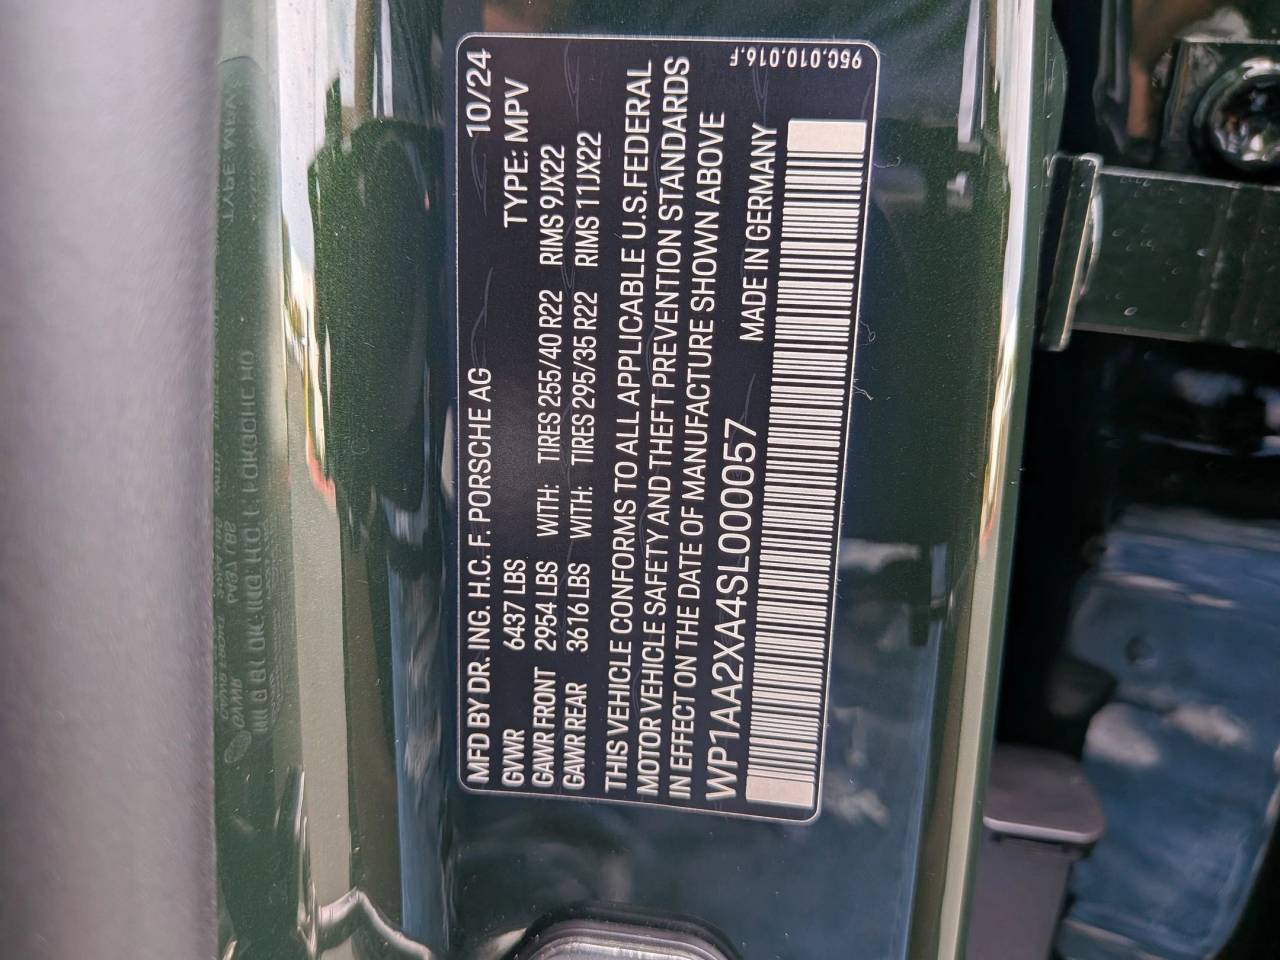 95C.010.016.F
MFD BY DR. ING. H.C. F. PORSCHE AG 10/24
GVWR 6437 LBS TYPE: MPV
GAWR FRONT 2954 LBS WITH: TIRES 255/40 R22 RIMS 9JX22
GAWR REAR 3616 LBS WITH: TIRES 295/35 R22 RIMS 11JX22
THIS VEHICLE CONFORMS TO ALL APPLICABLE U.S.FEDERAL
MOTOR VEHICLE SAFETY AND THEFT PREVENTION STANDARDS
IN EFFECT ON THE DATE OF MANUFACTURE SHOWN ABOVE
WP1AA2XA4SL000057 MADE IN GERMANY